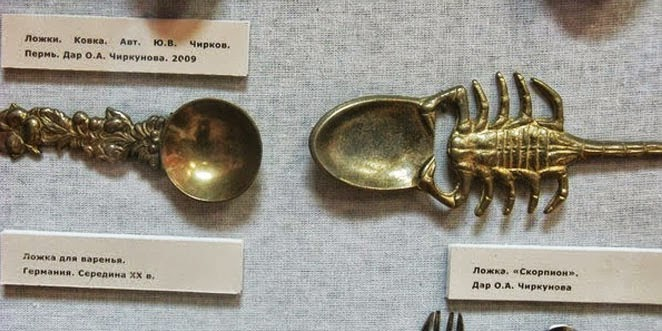 Ложки. Ковка. Авт. Ю.В. Чирков.
Пермь. Дар О.А. Чиркунова. 2009
Ложка для варенья.
Германия. Середина XX в.
Ложка. «Скорпион».
Дар О.А. Чиркунова